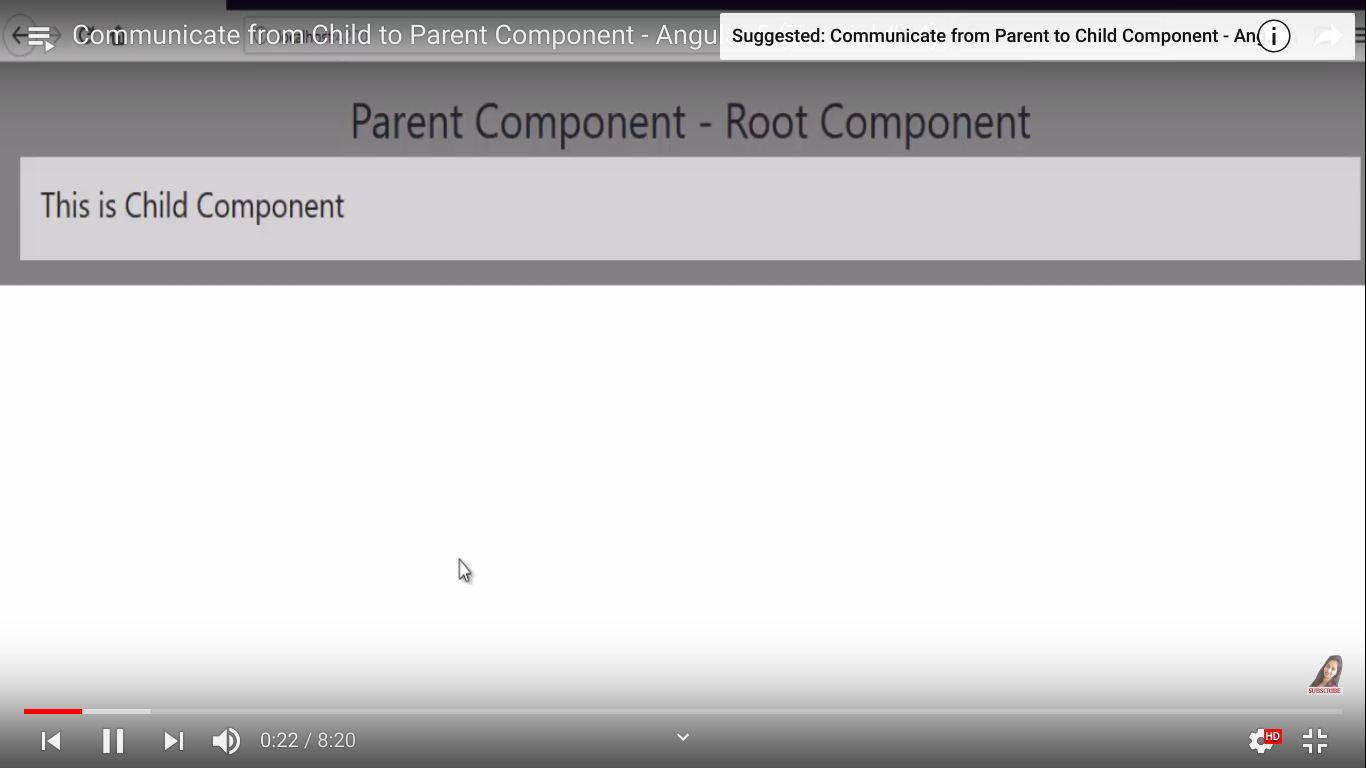 Communicate from Child to Parent Component - Angu
Suggested: Communicate from Parent to Child Component - Ang
Parent Component - Root Component
This is Child Component
SUBSCRIBE
0:22 / 8:20
HD